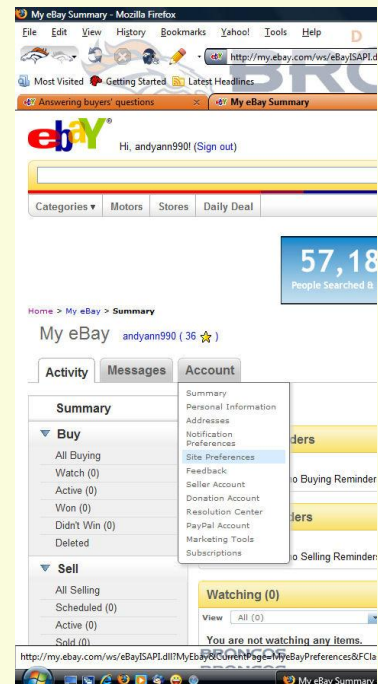 My eBay Summary - Mozilla Firefox
File Edit View History Bookmarks Yahoo! Tools Help
http://my.ebay.com/ws/eBayISAPI.d
Most Visited Getting Started Latest Headlines
Answering buyers' questions × My eBay Summary
ebay® Hi, andyann990! (Sign out)
Categories ▾ Motors Stores Daily Deal
57,18
People Searched &
Home > My eBay > Summary
My eBay andyann990 ( 36 ☆ )
Activity Messages Account
Summary
Personal Information
Addresses
Notification
Preferences
Site Preferences
Feedback
Seller Account
Donation Account
Resolution Center
PayPal Account
Marketing Tools
Subscriptions
Summary
Buy
All Buying
Watch (0)
Active (0)
Won (0)
Didn't Win (0)
Deleted
Sell
All Selling
Scheduled (0)
Active (0)
Sold (0)
ders
o Buying Reminder
ders
o Selling Reminders
Watching (0)
View All (0)
You are not watching any items.
http://my.ebay.com/ws/eBayISAPI.dll?MyEbay&CurrentPage=MyeBayPreferences&FCla
BRONCOS
My eBay Summary